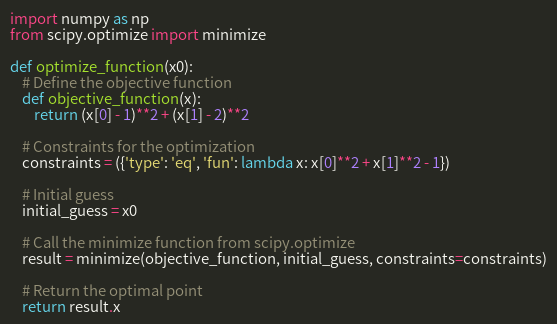 import numpy as np
from scipy.optimize import minimize

def optimize_function(x0):
    # Define the objective function
    def objective_function(x):
        return (x[0] - 1)**2 + (x[1] - 2)**2

    # Constraints for the optimization
    constraints = ({'type': 'eq', 'fun': lambda x: x[0]**2 + x[1]**2 - 1})

    # Initial guess
    initial_guess = x0

    # Call the minimize function from scipy.optimize
    result = minimize(objective_function, initial_guess, constraints=constraints)

    # Return the optimal point
    return result.x